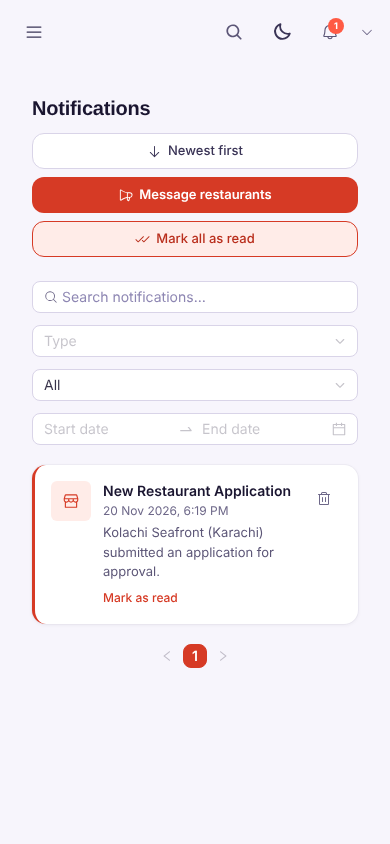 1
Notifications
Newest first
Message restaurants
Mark all as read
Search notifications...
Type
All
Start date
End date
New Restaurant Application
20 Nov 2026, 6:19 PM
Kolachi Seafront (Karachi)
submitted an application for
approval.
Mark as read
1